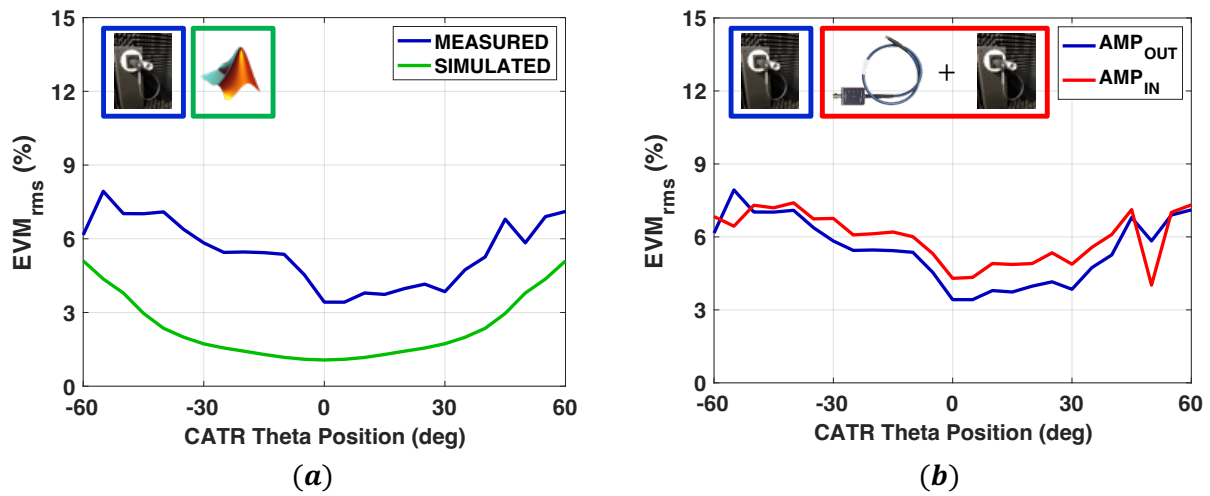 15
12
9
6
3
0
EVM_rms (%)
-60 -30 0 30 60
CATR Theta Position (deg)
MEASURED
SIMULATED
(a)
15
12
9
6
3
0
EVM_rms (%)
-60 -30 0 30 60
CATR Theta Position (deg)
+
AMP_OUT
AMP_IN
(b)